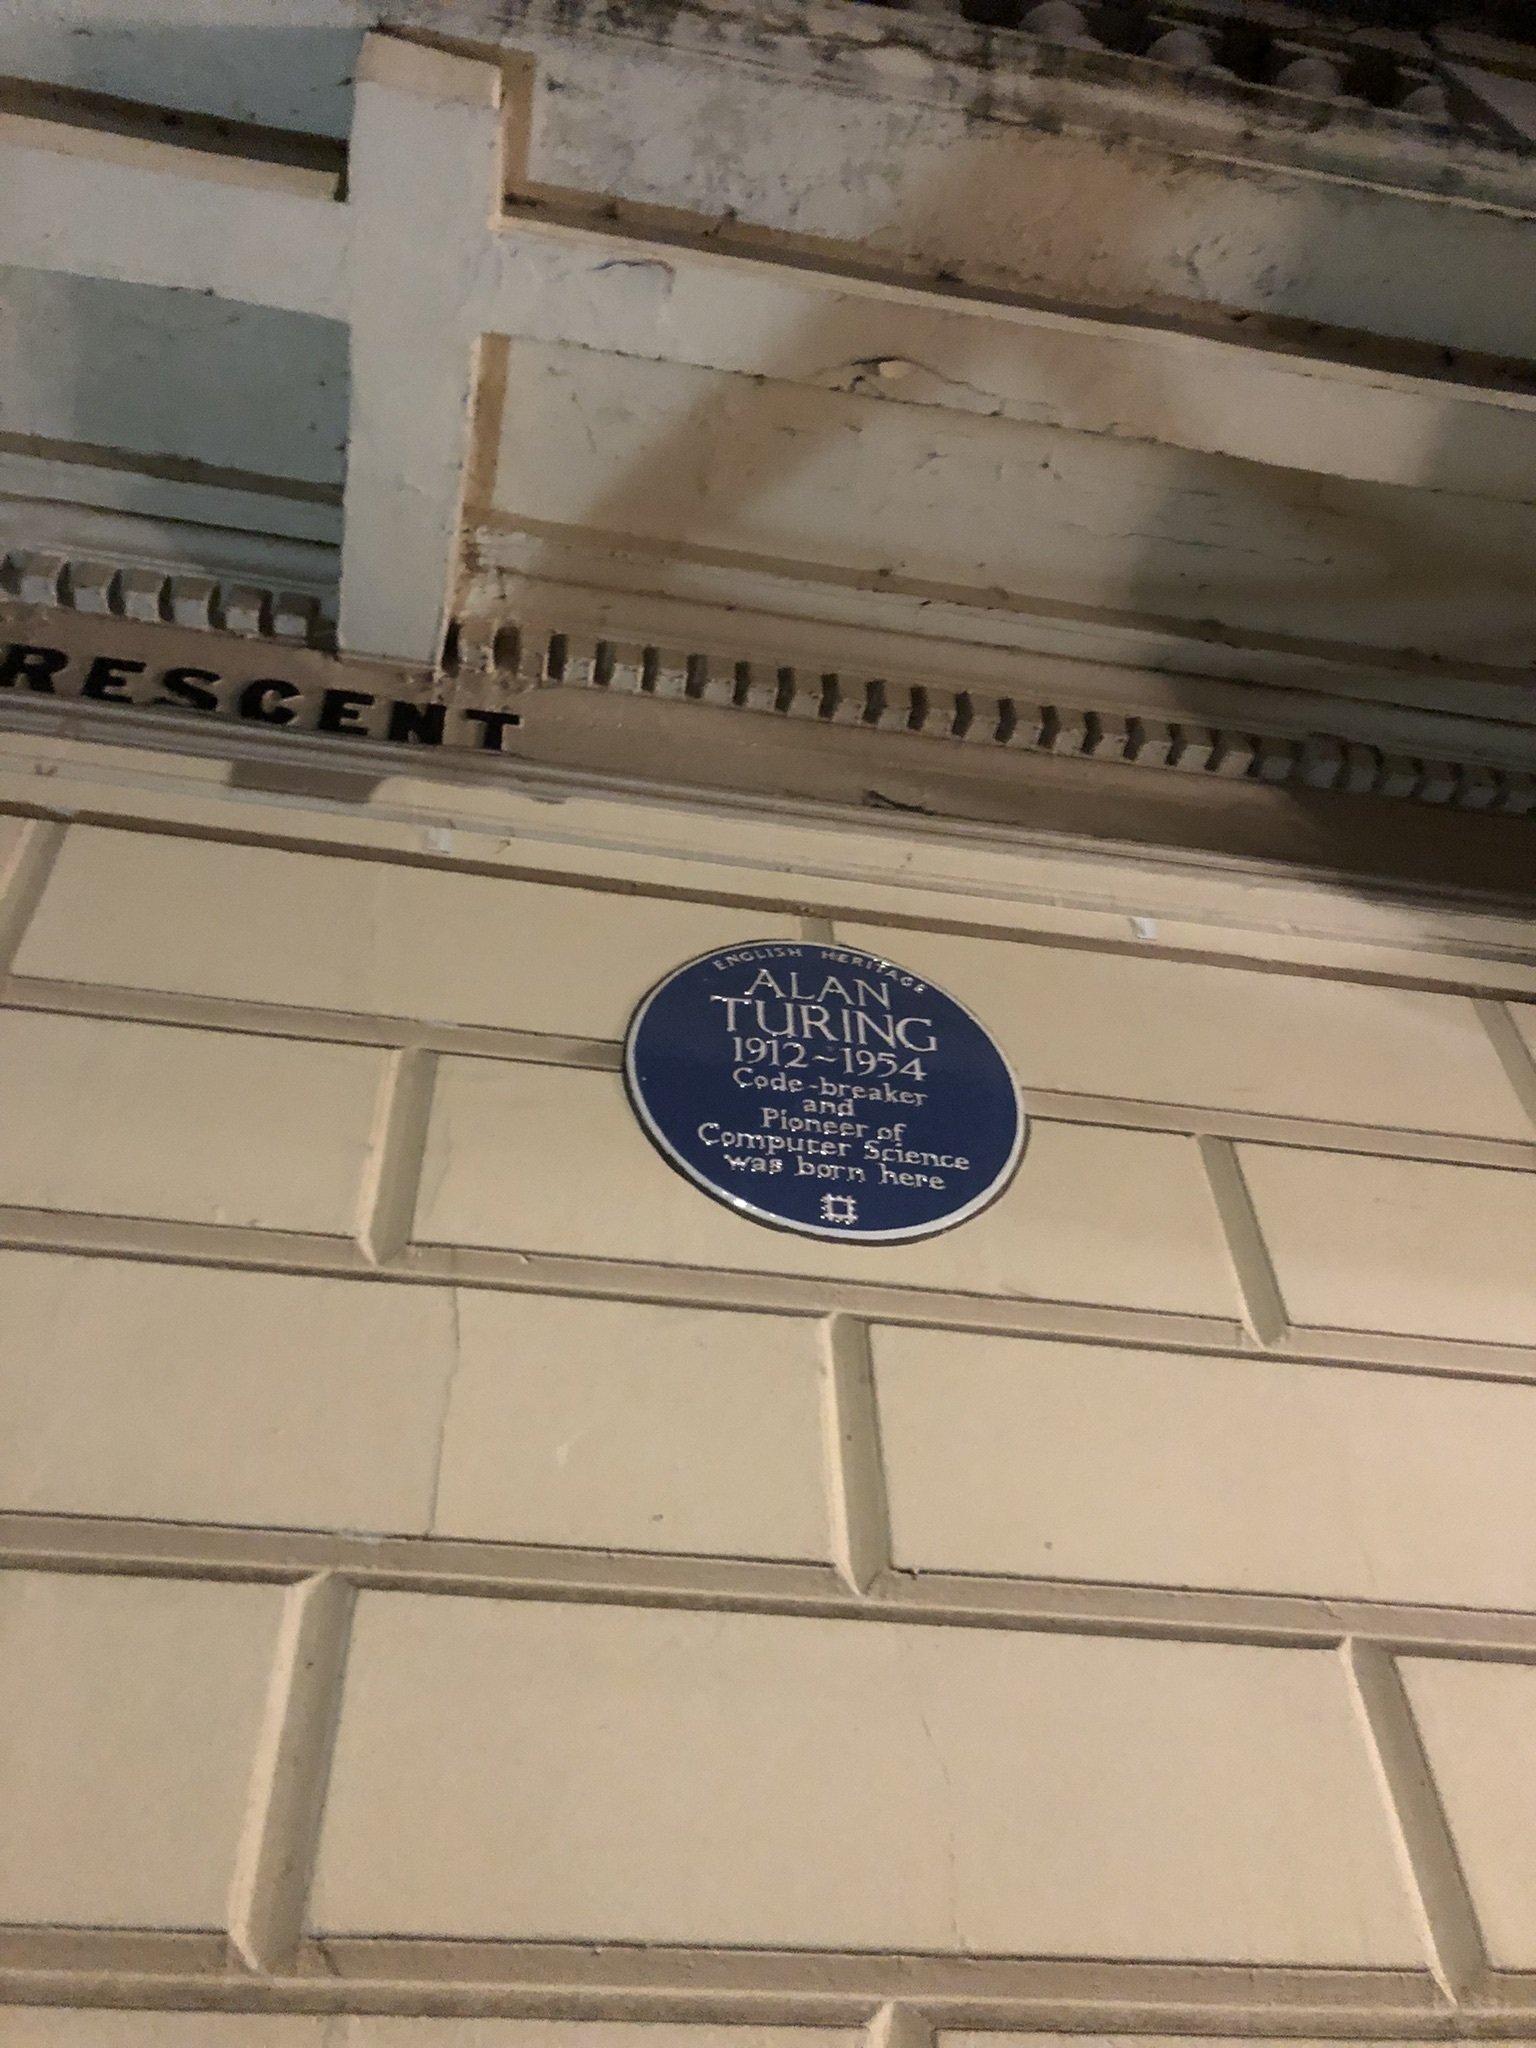 RESCENT
ENGLISH HERITAGE
ALAN
TURING
1912~1954
Code-breaker
and
Pioneer of
Computer Science
was born here